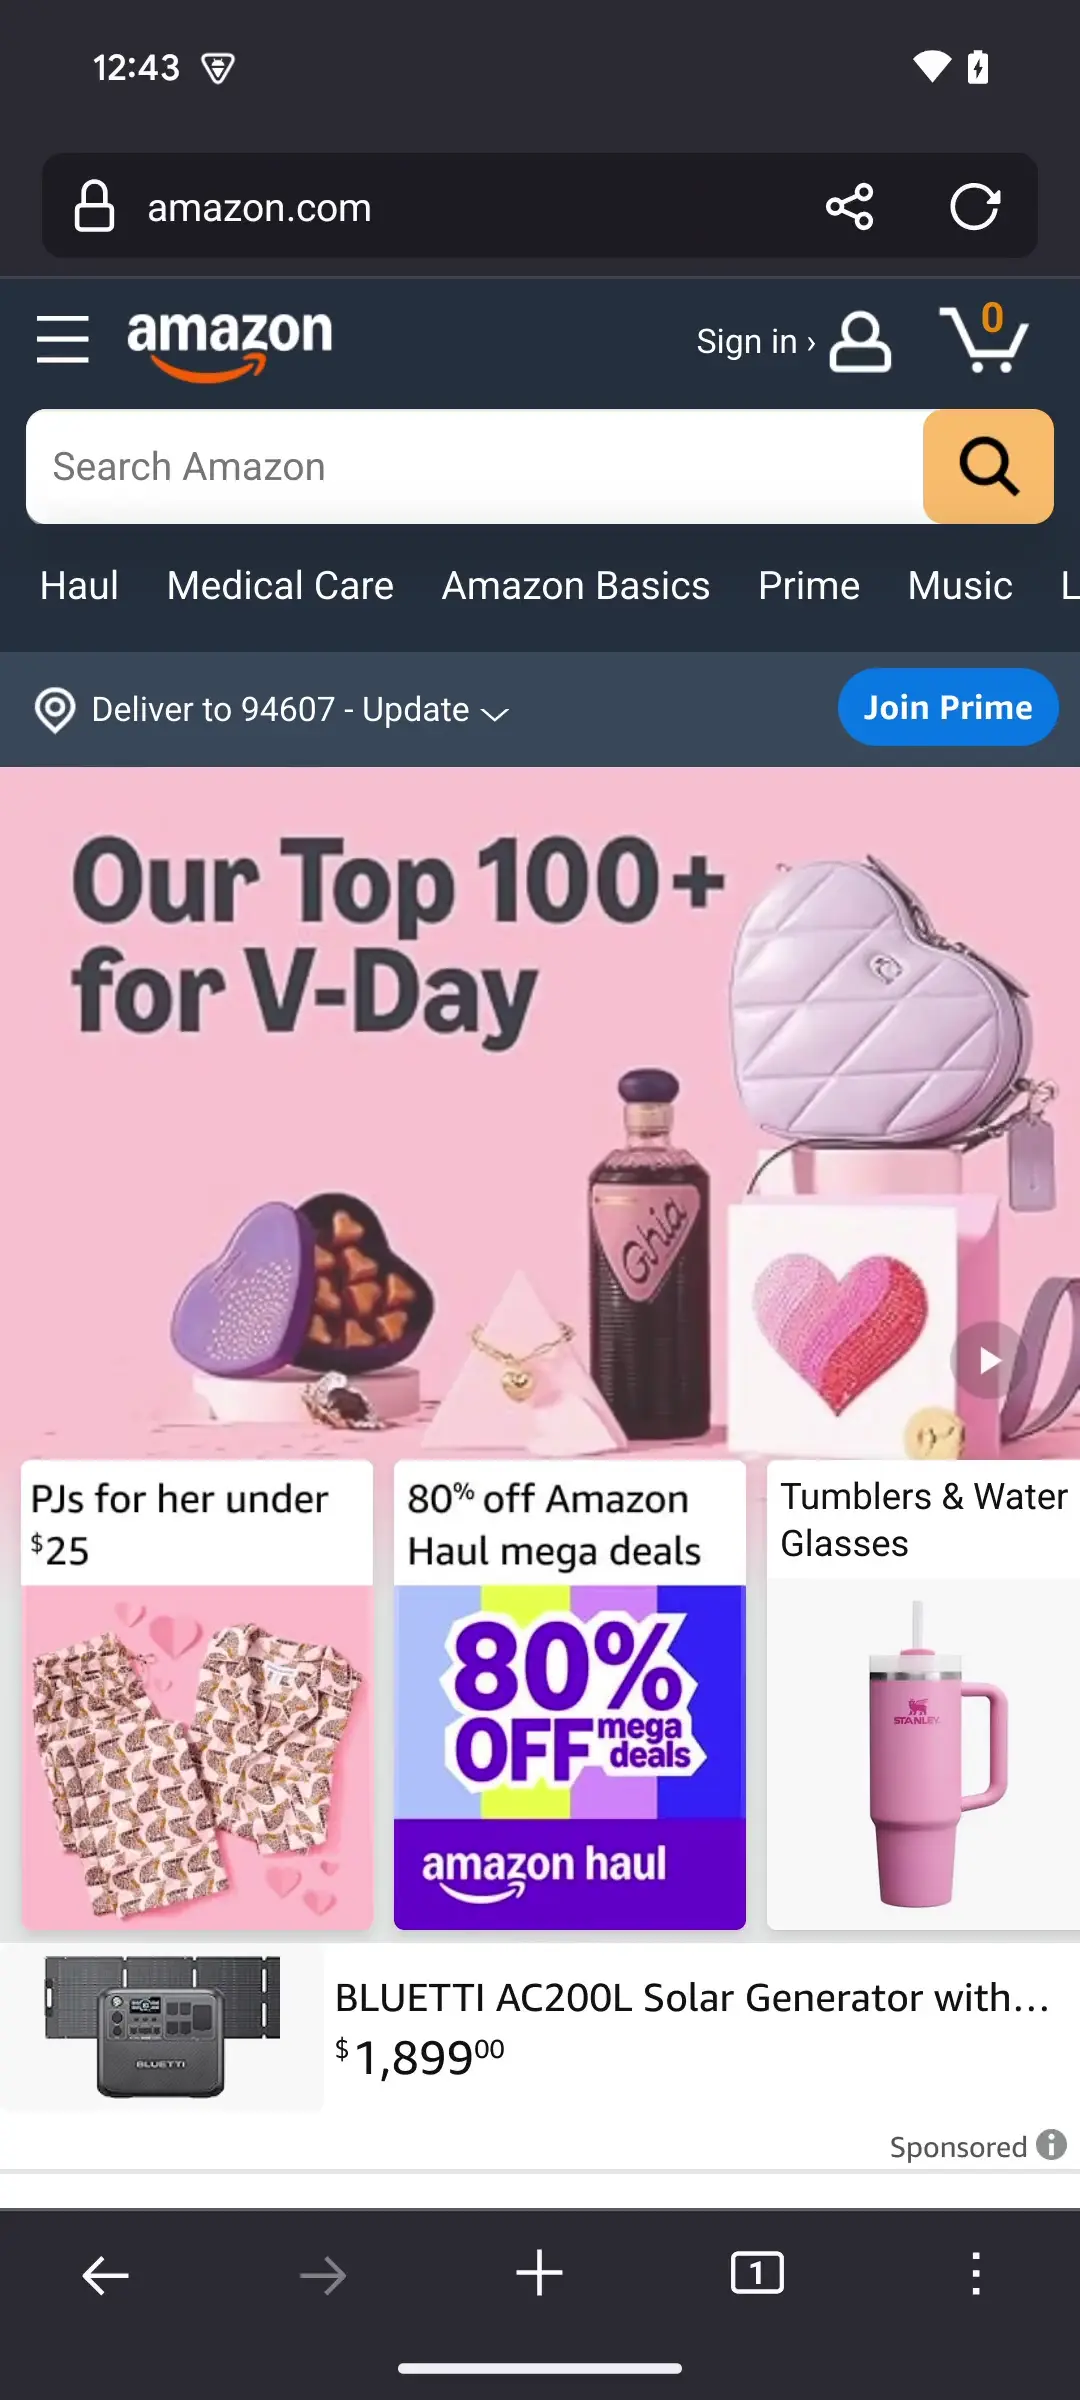 12:43
amazon.com
amazon
Sign in ›
0
Search Amazon
Haul Medical Care Amazon Basics Prime Music L
Deliver to 94607 - Update
Join Prime
Our Top 100+
for V-Day
Ghia
PJs for her under
$25
80% off Amazon
Haul mega deals
Tumblers & Water
Glasses
80%
OFF mega
deals
amazon haul
STANLEY
BLUETTI
BLUETTI AC200L Solar Generator with…
$1,89900
Sponsored
1